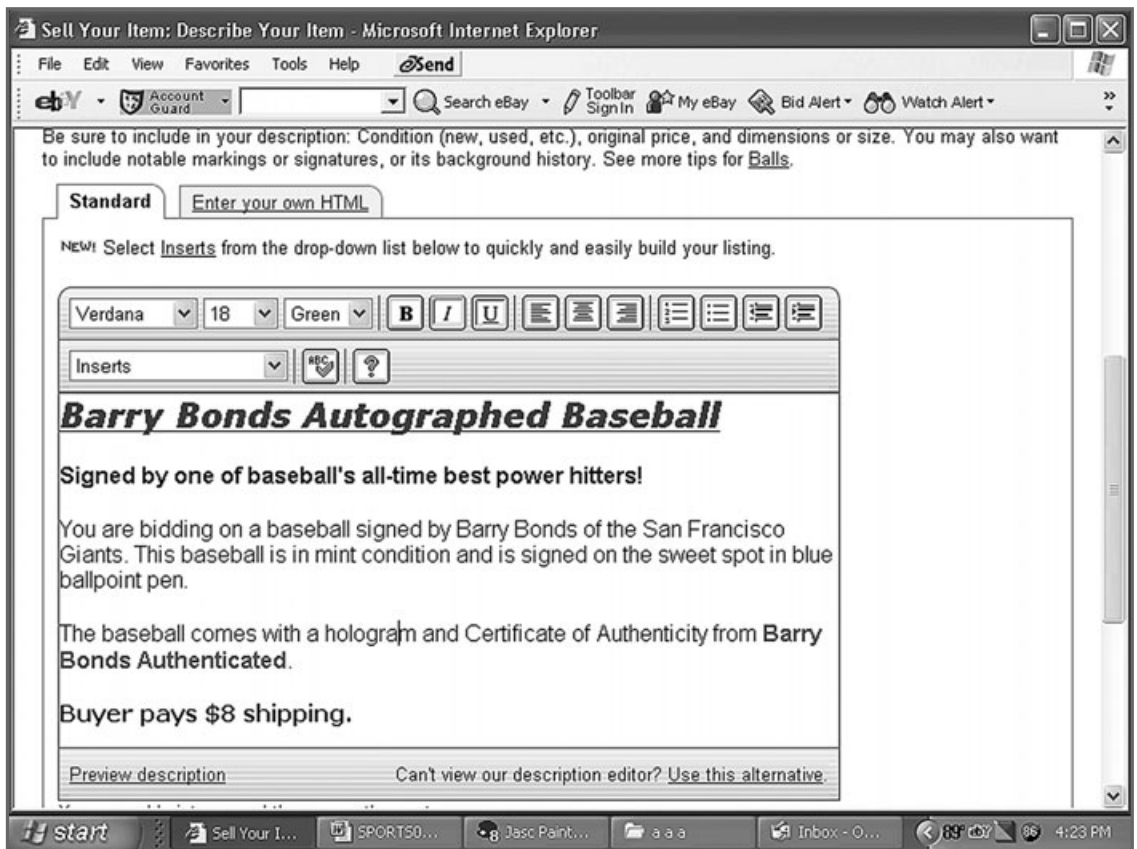 Sell Your Item: Describe Your Item - Microsoft Internet Explorer
File Edit View Favorites Tools Help Send
ebY Account Guard Search eBay Toolbar Sign In My eBay Bid Alert Watch Alert
Be sure to include in your description: Condition (new, used, etc.), original price, and dimensions or size. You may also want
to include notable markings or signatures, or its background history. See more tips for Balls.
Standard Enter your own HTML
NEW! Select Inserts from the drop-down list below to quickly and easily build your listing.
Verdana 18 Green B I U
Inserts ABC ?
Barry Bonds Autographed Baseball
Signed by one of baseball's all-time best power hitters!
You are bidding on a baseball signed by Barry Bonds of the San Francisco
Giants. This baseball is in mint condition and is signed on the sweet spot in blue
ballpoint pen.
The baseball comes with a hologram and Certificate of Authenticity from Barry
Bonds Authenticated.
Buyer pays $8 shipping.
Preview description Can't view our description editor? Use this alternative.
start Sell Your I... SPORTS0... Jasc Paint... a a a Inbox - O... 89° 86 4:23 PM